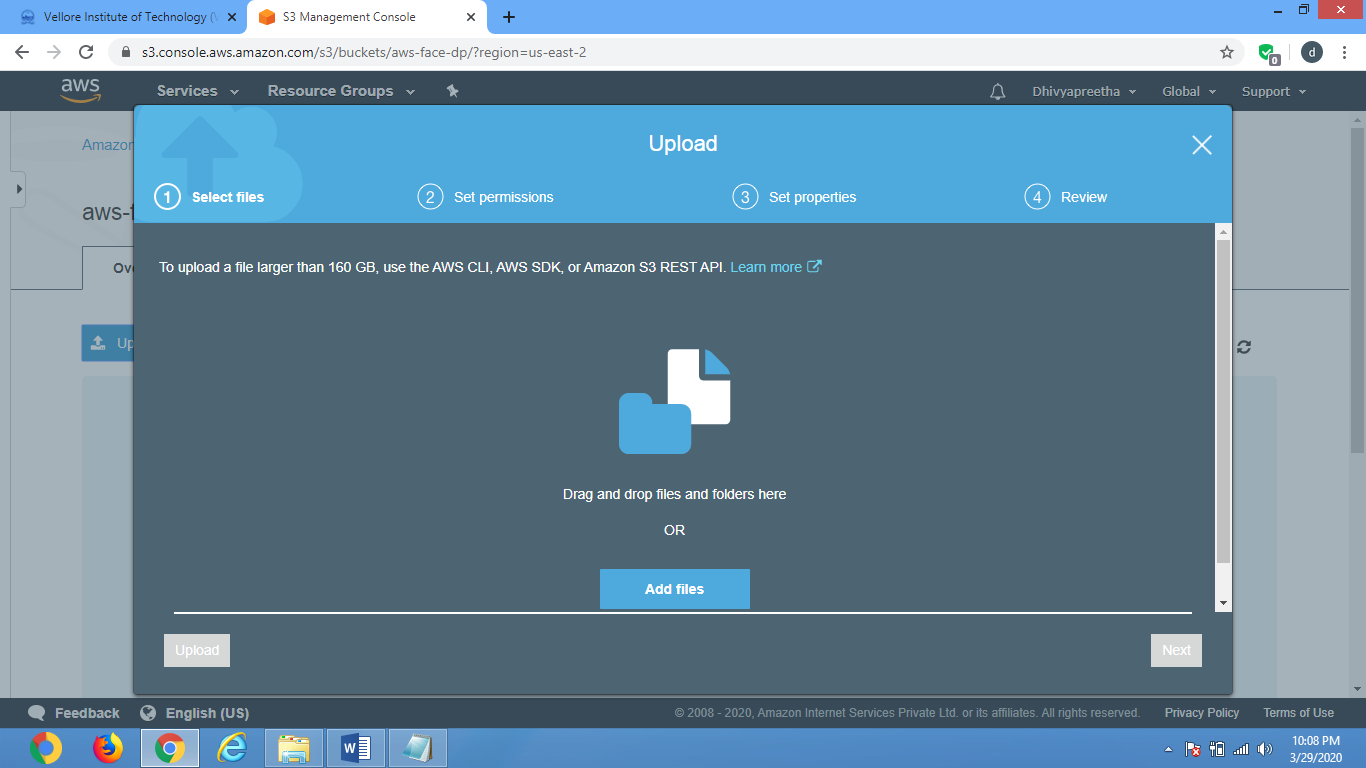 Vellore Institute of Technology (
S3 Management Console
s3.console.aws.amazon.com/s3/buckets/aws-face-dp/?region=us-east-2
0
d
aws
Services
Resource Groups
Dhivyapreetha
Global
Support
Amazon
Upload
1 Select files
2 Set permissions
3 Set properties
4 Review
aws-f
Ov
To upload a file larger than 160 GB, use the AWS CLI, AWS SDK, or Amazon S3 REST API. Learn more
Up
Drag and drop files and folders here
OR
Add files
Upload
Next
Feedback
English (US)
© 2008 - 2020, Amazon Internet Services Private Ltd. or its affiliates. All rights reserved.
Privacy Policy
Terms of Use
10:08 PM
3/29/2020